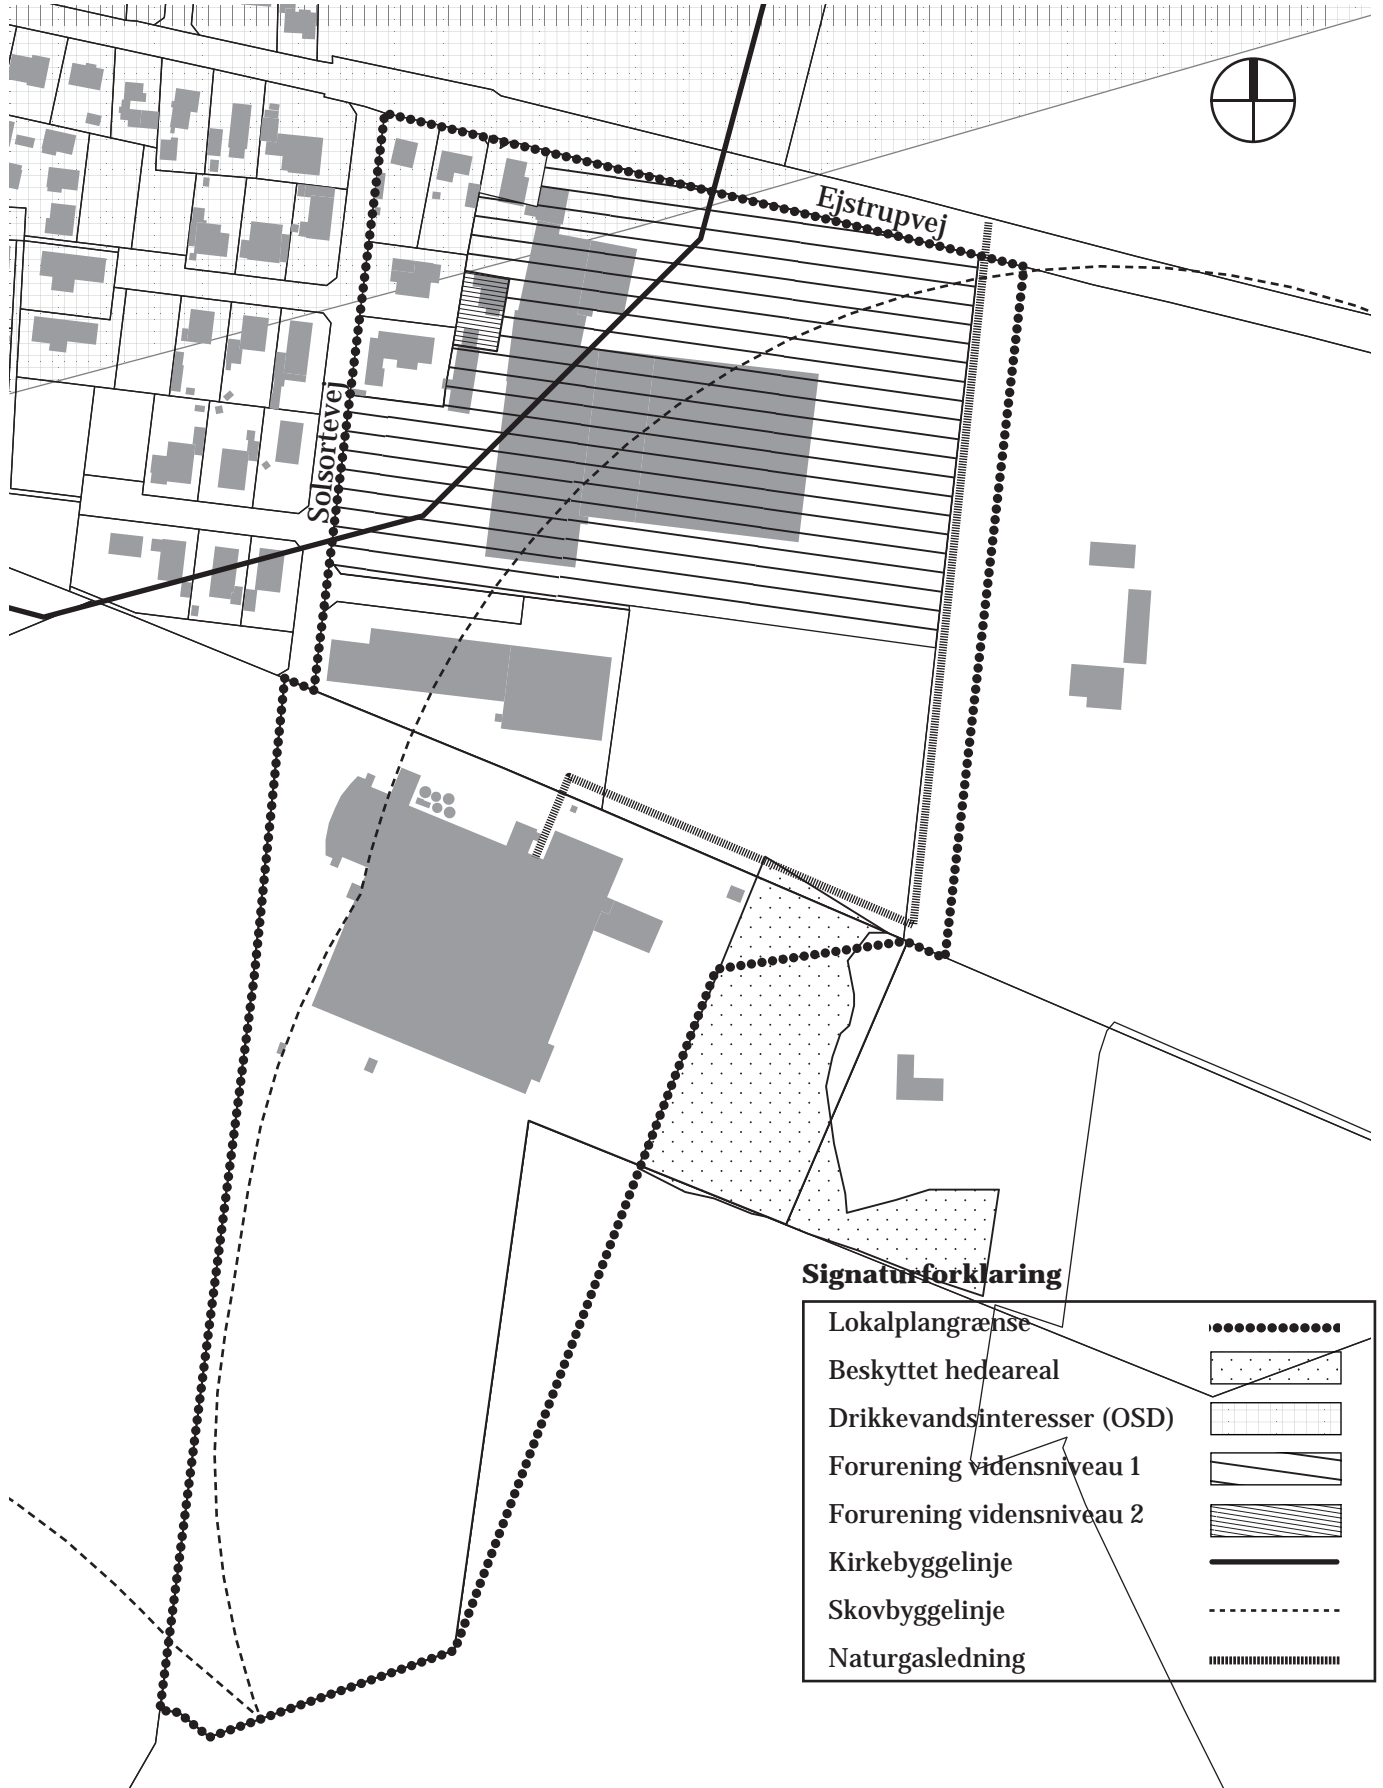 Ejstrupvej
Solsortevej
Signaturforklaring
Lokalplangrænse
Beskyttet hedeareal
Drikkevandsinteresser (OSD)
Forurening vidensniveau 1
Forurening vidensniveau 2
Kirkebyggelinje
Skovbyggelinje
Naturgasledning